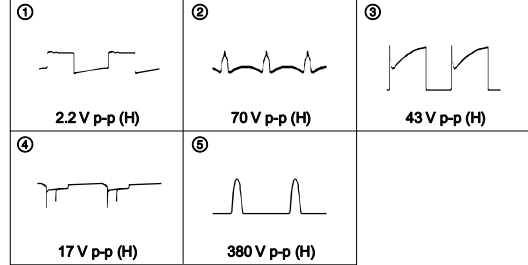 ①
2.2 V p-p (H)
②
70 V p-p (H)
③
43 V p-p (H)
④
17 V p-p (H)
⑤
380 V p-p (H)